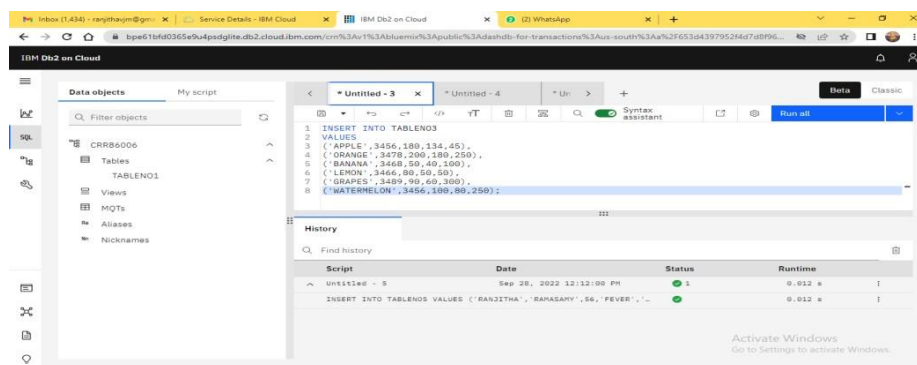 Inbox (1,434) - ranjithavjm@gma
Service Details - IBM Cloud
IBM Db2 on Cloud
(2) WhatsApp
IBM Db2 on Cloud
Data objects
My script
* Untitled - 3
* Untitled - 4
* Un
Beta
Classic
Filter objects
Syntax assistant
Run all
SQL
CRR86006
Tables
TABLENO1
Views
MQTs
Aliases
Nicknames
1 INSERT INTO TABLENO3
2 VALUES
3 ('APPLE',3456,180,134,45),
4 ('ORANGE',3478,200,180,250),
5 ('BANANA',3468,50,40,100),
6 ('LEMON',3466,80,50,50),
7 ('GRAPES',3489,90,60,300),
8 ('WATERMELON',3456,100,80,250);
History
Find history
Script Date Status Runtime
Untitled - 5 Sep 28, 2022 12:12:00 PM 1 0.012 s
INSERT INTO TABLENO5 VALUES ('RANJITHA','RAMASAMY',56,'FEVER','... 0.012 s
Activate Windows
Go to Settings to activate Windows.